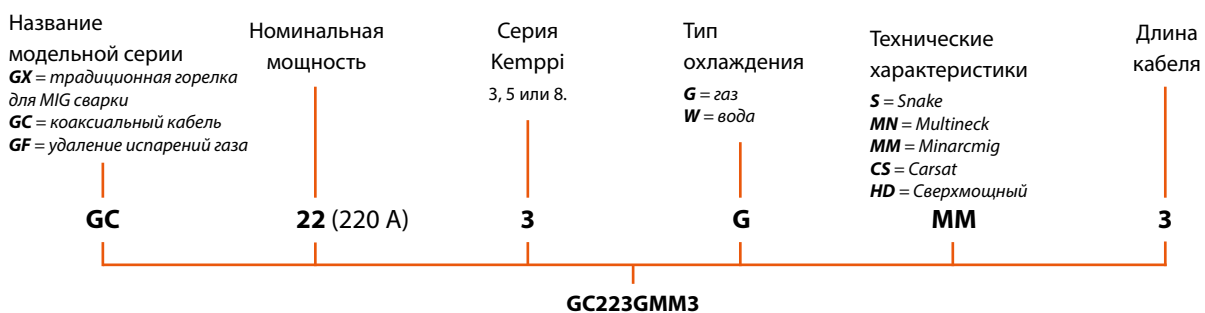 Название
модельной серии
GX = традиционная горелка
для MIG сварки
GC = коаксиальный кабель
GF = удаление испарений газа
Номинальная
мощность
Серия
Kemppi
3, 5 или 8.
Тип
охлаждения
G = газ
W = вода
Технические
характеристики
S = Snake
MN = Multineck
MM = Minarcmig
CS = Carsat
HD = Сверхмощный
Длина
кабеля
GC 22 (220 A) 3 G MM 3
GC223GMM3